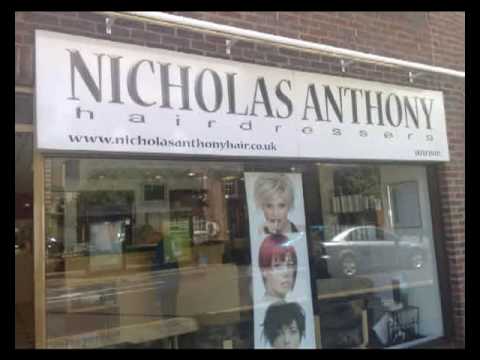 NICHOLAS ANTHONY
hairdressers
www.nicholasanthonyhair.co.uk